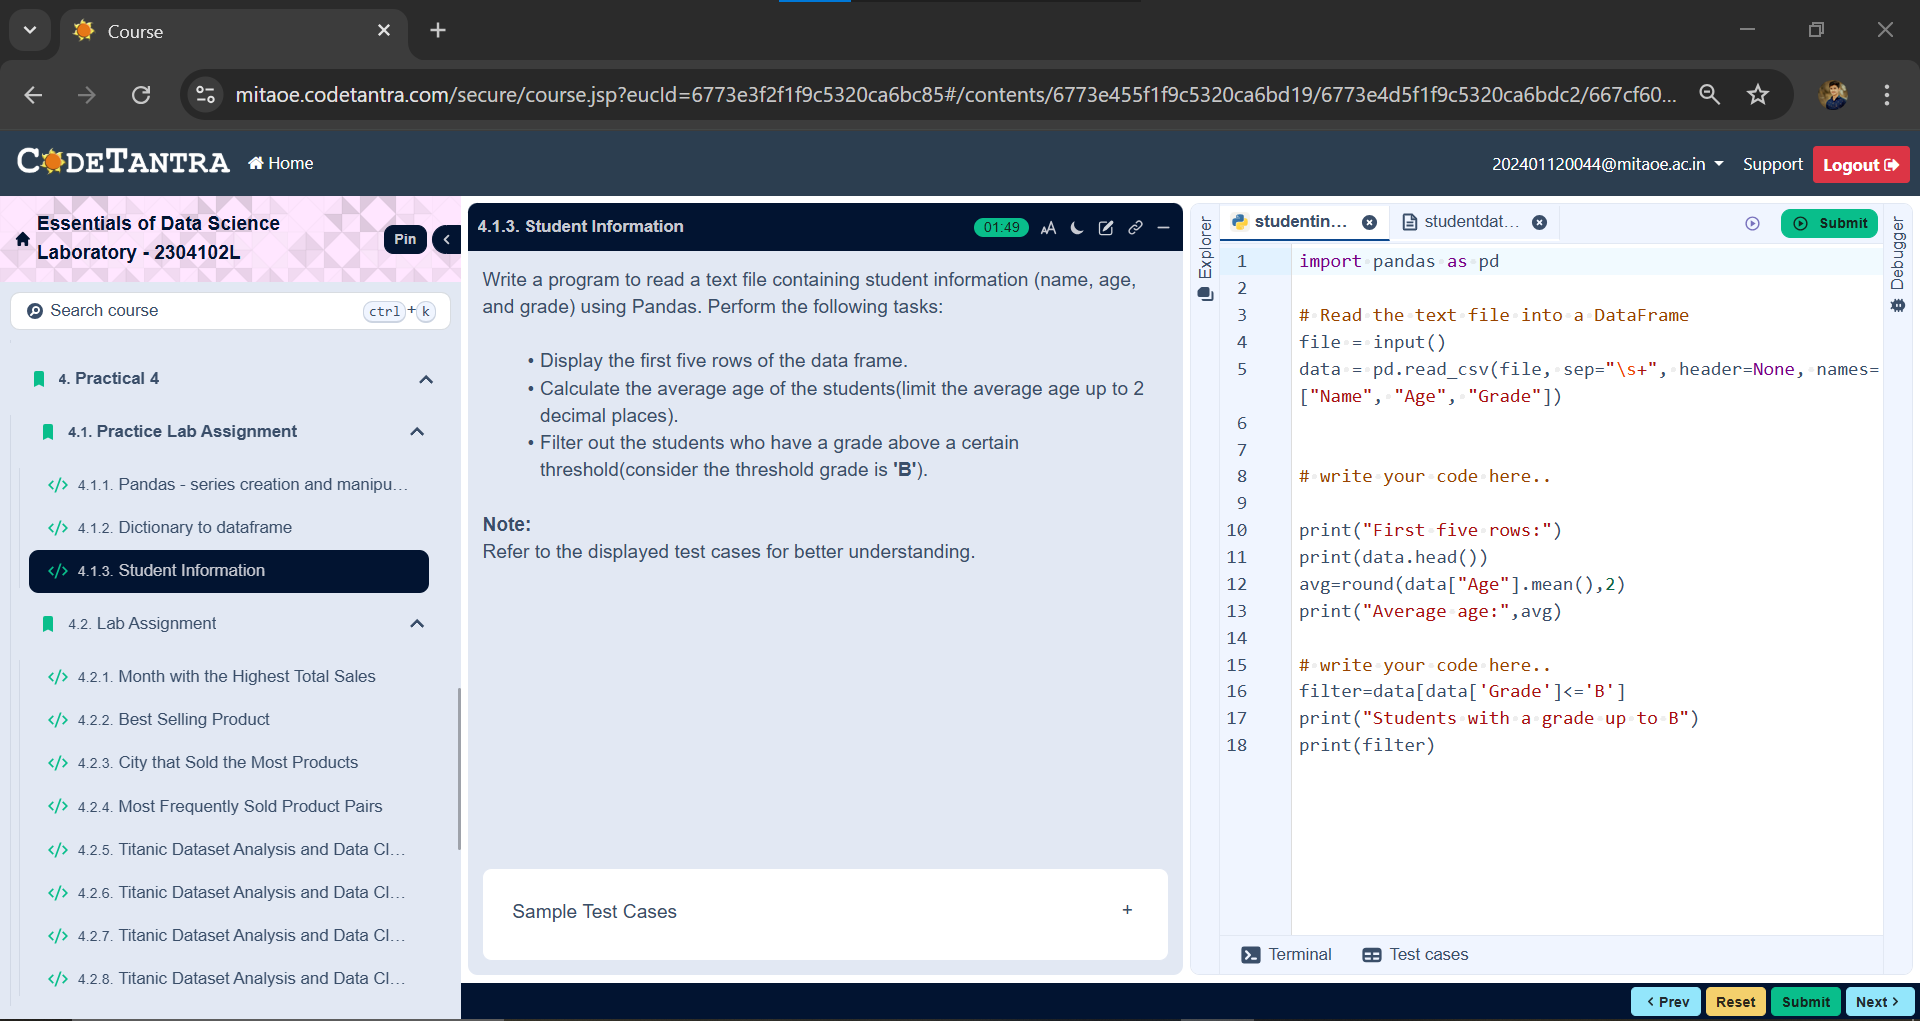 Course
mitaoe.codetantra.com/secure/course.jsp?eucId=6773e3f2f1f9c5320ca6bc85#/contents/6773e455f1f9c5320ca6bd19/6773e4d5f1f9c5320ca6bdc2/667cf60...
CODETANTRA
Home
202401120044@mitaoe.ac.in
Support
Logout
Essentials of Data Science
Laboratory - 2304102L
Pin
Search course
ctrl + k
4. Practical 4
4.1. Practice Lab Assignment
4.1.1. Pandas - series creation and manipu...
4.1.2. Dictionary to dataframe
4.1.3. Student Information
4.2. Lab Assignment
4.2.1. Month with the Highest Total Sales
4.2.2. Best Selling Product
4.2.3. City that Sold the Most Products
4.2.4. Most Frequently Sold Product Pairs
4.2.5. Titanic Dataset Analysis and Data Cl...
4.2.6. Titanic Dataset Analysis and Data Cl...
4.2.7. Titanic Dataset Analysis and Data Cl...
4.2.8. Titanic Dataset Analysis and Data Cl...
4.1.3. Student Information
01:49
AA
Write a program to read a text file containing student information (name, age,
and grade) using Pandas. Perform the following tasks:
• Display the first five rows of the data frame.
• Calculate the average age of the students(limit the average age up to 2
decimal places).
• Filter out the students who have a grade above a certain
threshold(consider the threshold grade is 'B').
Note:
Refer to the displayed test cases for better understanding.
Sample Test Cases
+
Explorer
studentin...
studentdat...
Submit
Debugger
1 import pandas as pd
2
3 # Read the text file into a DataFrame
4 file = input()
5 data = pd.read_csv(file, sep="\s+", header=None, names=
["Name", "Age", "Grade"])
6
7
8 # write your code here..
9
10 print("First five rows:")
11 print(data.head())
12 avg=round(data["Age"].mean(),2)
13 print("Average age:",avg)
14
15 # write your code here..
16 filter=data[data['Grade']<='B']
17 print("Students with a grade up to B")
18 print(filter)
Terminal
Test cases
< Prev
Reset
Submit
Next >